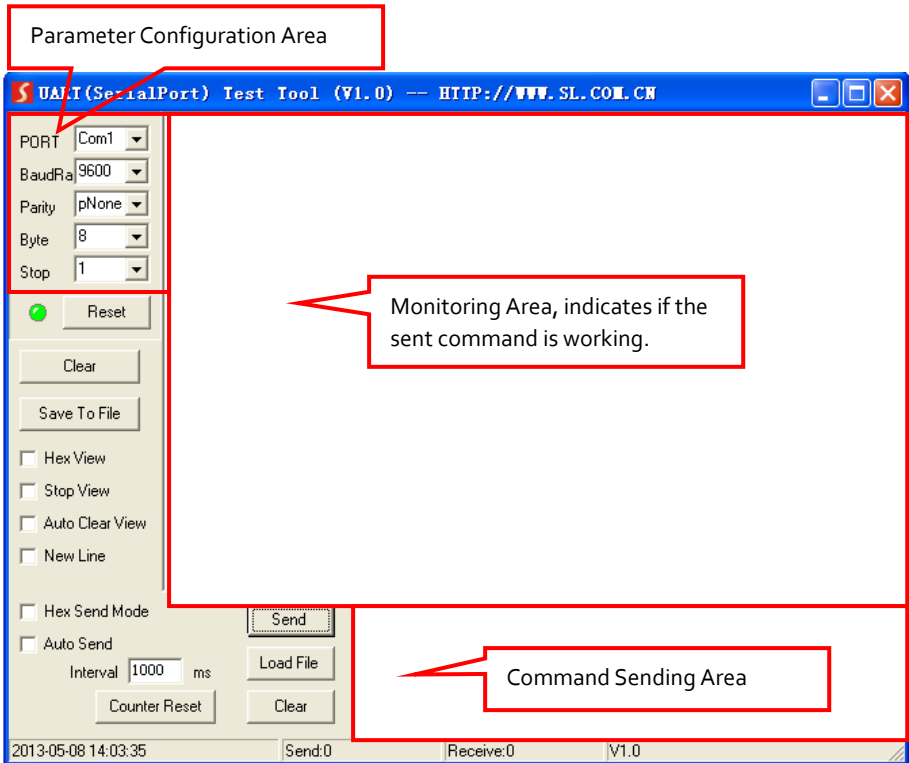 Parameter Configuration Area
UART(SerialPort) Test Tool (V1.0) -- HTTP://WWW.SL.COM.CN
PORT Com1
BaudRa 9600
Parity pNone
Byte 8
Stop 1
Reset
Monitoring Area, indicates if the
sent command is working.
Clear
Save To File
Hex View
Stop View
Auto Clear View
New Line
Hex Send Mode
Send
Auto Send
Interval 1000 ms
Load File
Command Sending Area
Counter Reset
Clear
2013-05-08 14:03:35 Send:0 Receive:0 V1.0